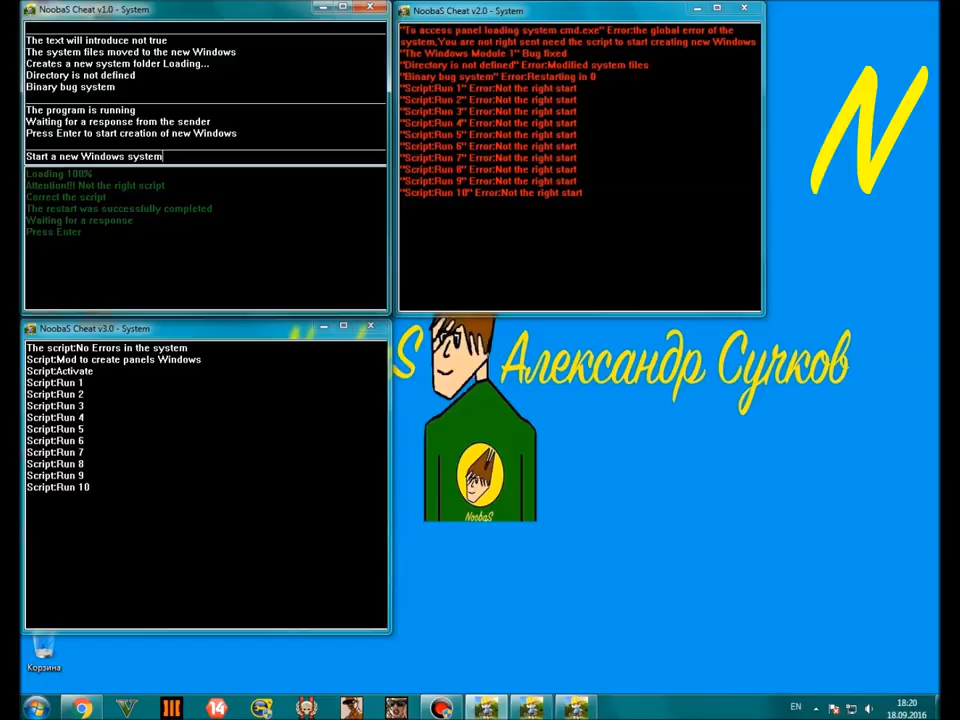 NoobaS Cheat v1.0 - System
The text will introduce not true
The system files moved to the new Windows
Creates a new system folder Loading...
Directory is not defined
Binary bug system
The program is running
Waiting for a response from the sender
Press Enter to start creation of new Windows
Start a new Windows system
Loading 100%
Attention!!! Not the right script
Correct the script
The restart was successfully completed
Waiting for a response
Press Enter
NoobaS Cheat v2.0 - System
"To access panel loading system cmd.exe" Error:the global error of the
system,You are not right sent need the script to start creating new Windows
"The Windows Module 1" Bug fixed
"Directory is not defined" Error:Modified system files
"Binary bug system" Error:Restarting in 0
"Script:Run 1" Error:Not the right start
"Script:Run 2" Error:Not the right start
"Script:Run 3" Error:Not the right start
"Script:Run 4" Error:Not the right start
"Script:Run 5" Error:Not the right start
"Script:Run 6" Error:Not the right start
"Script:Run 7" Error:Not the right start
"Script:Run 8" Error:Not the right start
"Script:Run 9" Error:Not the right start
"Script:Run 10" Error:Not the right start
N
NoobaS Cheat v3.0 - System
The script:No Errors in the system
Script:Mod to create panels Windows
Script:Activate
Script:Run 1
Script:Run 2
Script:Run 3
Script:Run 4
Script:Run 5
Script:Run 6
Script:Run 7
Script:Run 8
Script:Run 9
Script:Run 10
S Александр Сучков
NoobaS
Корзина
V
III
14
EN
18:20
18.09.2016